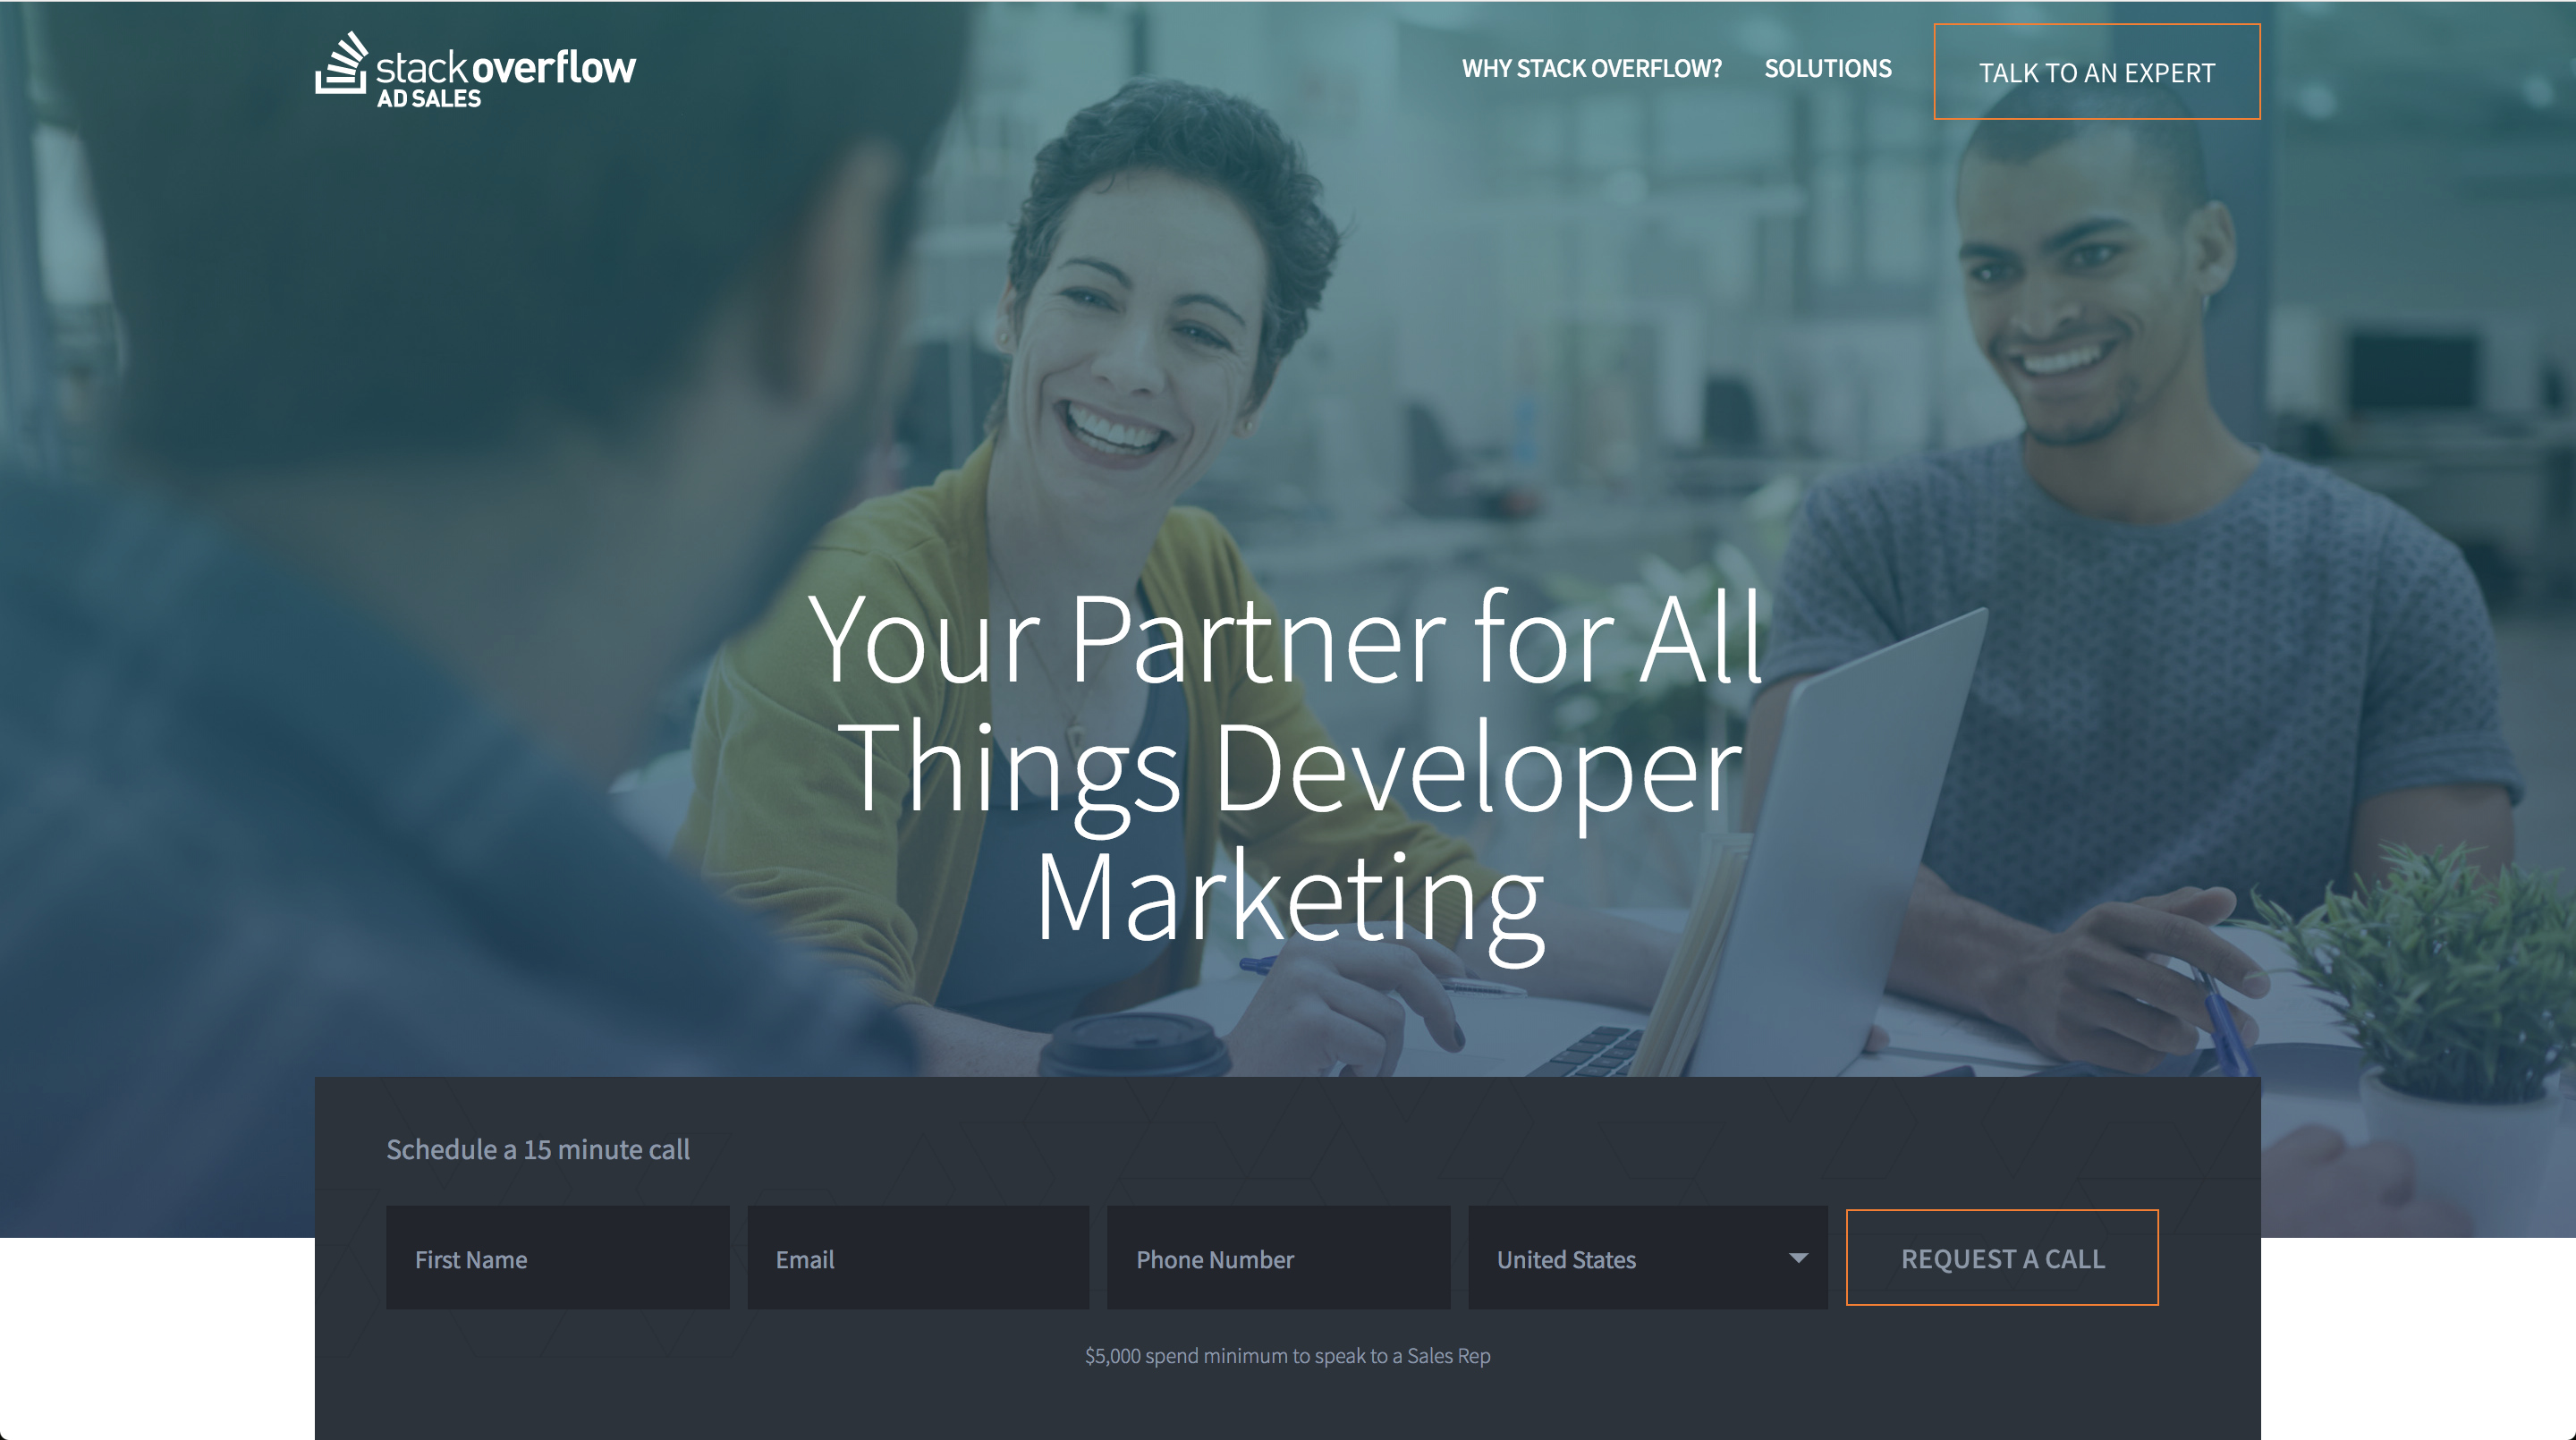 stackoverflow
AD SALES
WHY STACK OVERFLOW?
SOLUTIONS
TALK TO AN EXPERT
Your Partner for All
Things Developer
Marketing
Schedule a 15 minute call
First Name
Email
Phone Number
United States
REQUEST A CALL
$5,000 spend minimum to speak to a Sales Rep